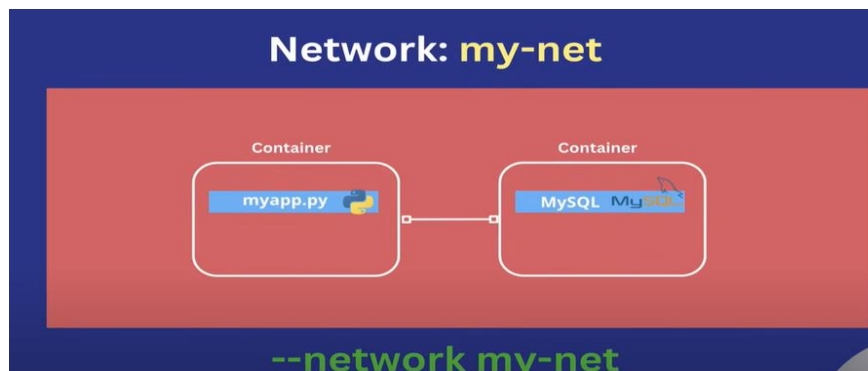 Network: my-net
Container Container
myapp.py MySQL MySQL
--network my-net